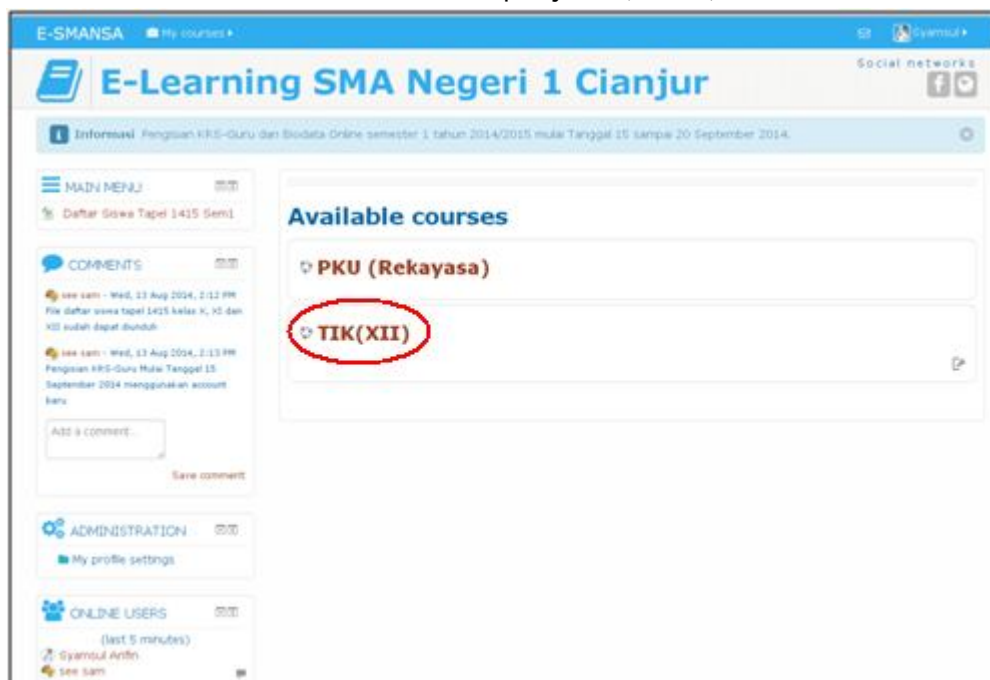 E-SMANSA My courses Syamsul
E-Learning SMA Negeri 1 Cianjur
Social networks
Informasi Pengisian KRS-Guru dan Biodata Online semester 1 tahun 2014/2015 mulai Tanggal 15 sampai 20 September 2014.
MAIN MENU
Daftar Siswa Tapel 1415 Sem1
COMMENTS
see sam - Wed, 13 Aug 2014, 2:12 PM
File daftar siswa tapel 1415 kelas X, XI dan
XII sudah dapat diunduh
see sam - Wed, 13 Aug 2014, 2:13 PM
Pengisian KRS-Guru Mulai Tanggal 15
September 2014 menggunakan account
baru
Add a comment...
Save comment
ADMINISTRATION
My profile settings
ONLINE USERS
(last 5 minutes)
Syamsul Arifin
see sam
Available courses
PKU (Rekayasa)
TIK(XII)